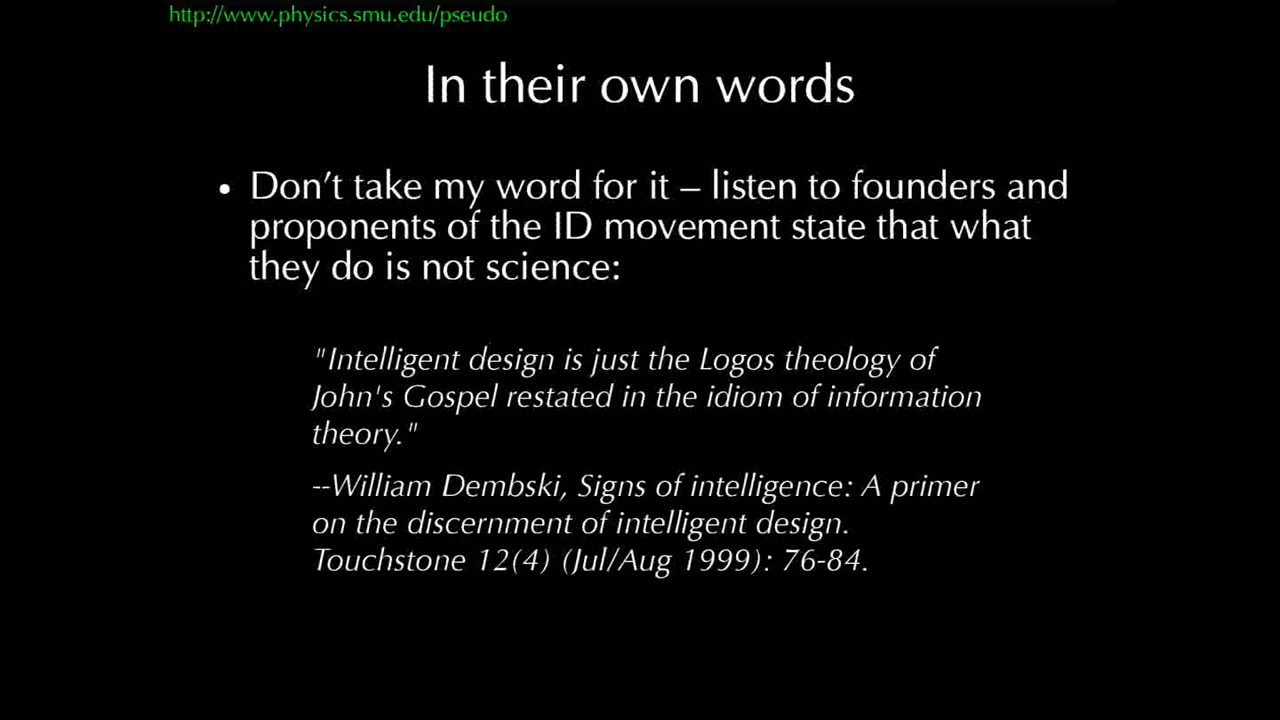 http://www.physics.smu.edu/pseudo
In their own words
• Don’t take my word for it – listen to founders and
proponents of the ID movement state that what
they do is not science:
"Intelligent design is just the Logos theology of
John's Gospel restated in the idiom of information
theory."
--William Dembski, Signs of intelligence: A primer
on the discernment of intelligent design.
Touchstone 12(4) (Jul/Aug 1999): 76-84.